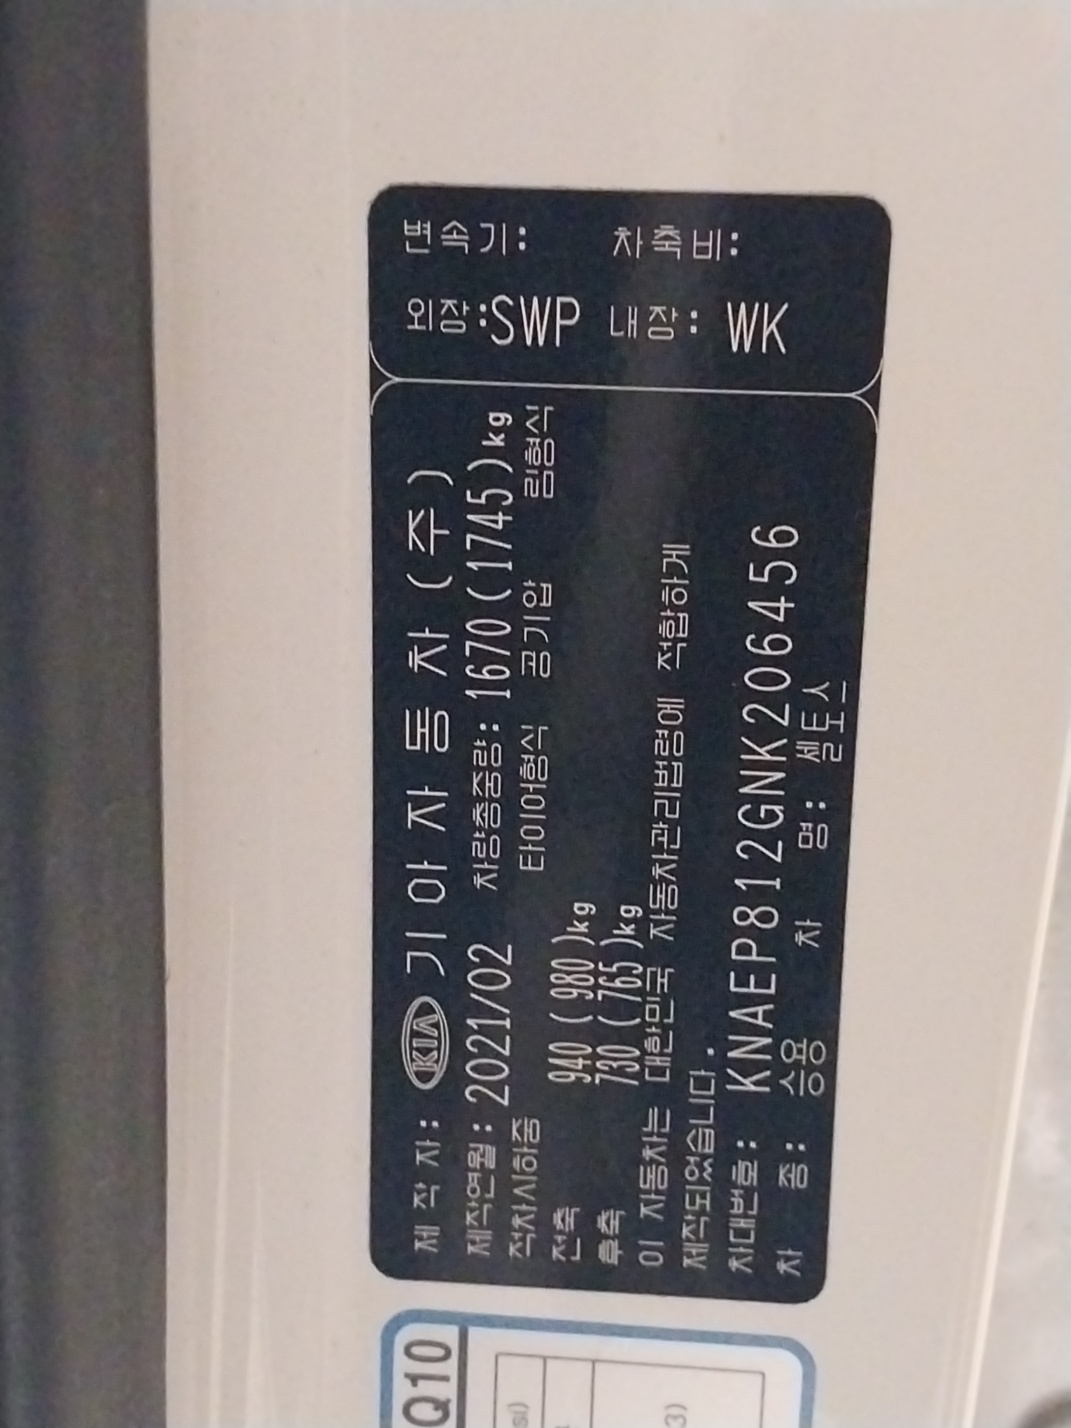 제 작 자 : KIA 기 아 자 동 차 ( 주 )
제작연월 : 2021/02 차량총중량 : 1670 (1745) kg
적차시하중 타이어형식 공기압 림형식
전축 940 ( 980 ) kg
후축 730 ( 765 ) kg
이 자동차는 대한민국 자동차관리법령에 적합하게
제작되었습니다.
차대번호 : KNAEP812GNK206456
차 종 : 승용 차 명 : 셀토스
변속기 : 차축비 :
외장 : SWP 내장 : WK
Q10
si)
3)